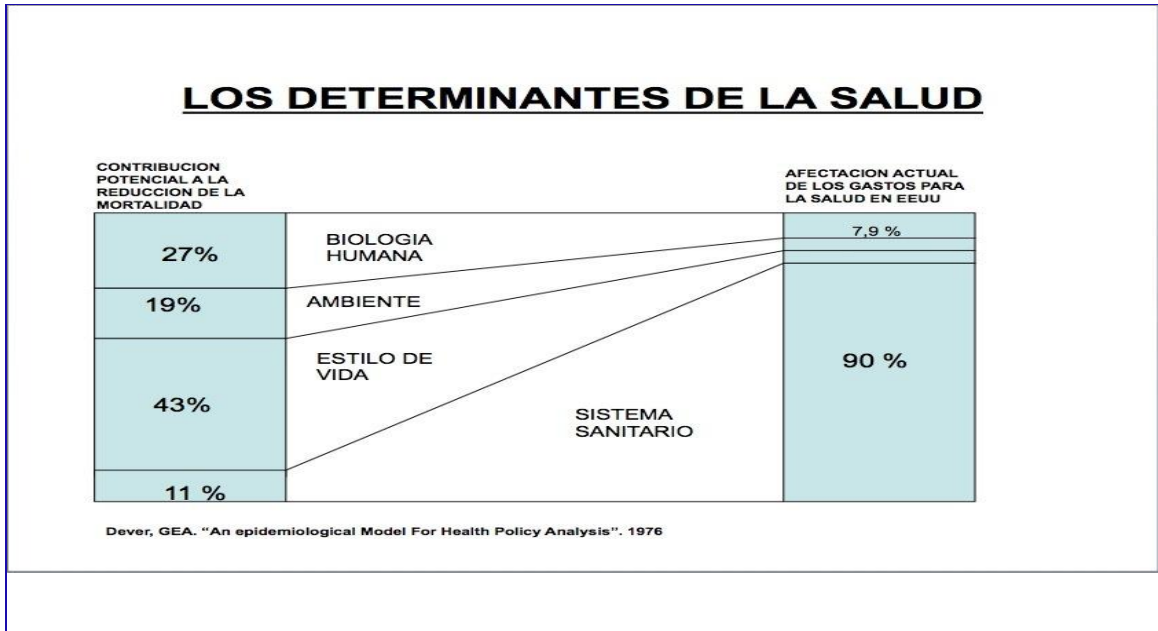 LOS DETERMINANTES DE LA SALUD
CONTRIBUCION
POTENCIAL A LA
REDUCCION DE LA
MORTALIDAD
AFECTACION ACTUAL
DE LOS GASTOS PARA
LA SALUD EN EEUU
27%
BIOLOGIA
HUMANA
7,9 %
19%
AMBIENTE
43%
ESTILO DE
VIDA
90 %
SISTEMA
SANITARIO
11 %
Dever, GEA. “An epidemiological Model For Health Policy Analysis”. 1976